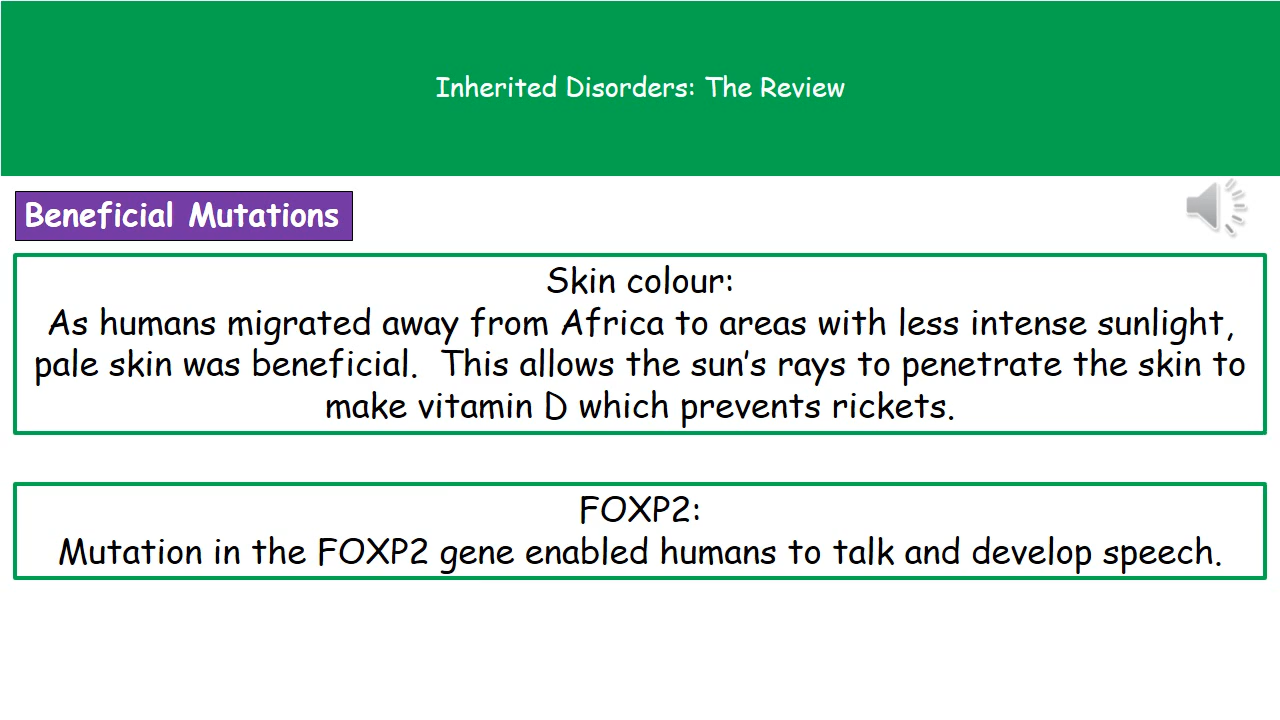 Inherited Disorders: The Review
Beneficial Mutations
Skin colour:
As humans migrated away from Africa to areas with less intense sunlight,
pale skin was beneficial.  This allows the sun’s rays to penetrate the skin to
make vitamin D which prevents rickets.
FOXP2:
Mutation in the FOXP2 gene enabled humans to talk and develop speech.